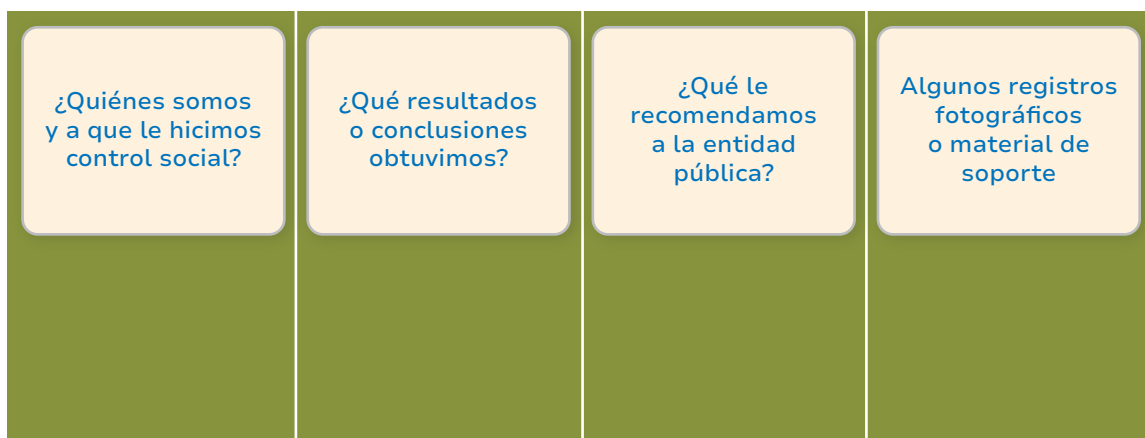 ¿Quiénes somos
y a que le hicimos
control social?
¿Qué resultados
o conclusiones
obtuvimos?
¿Qué le
recomendamos
a la entidad
pública?
Algunos registros
fotográficos
o material de
soporte